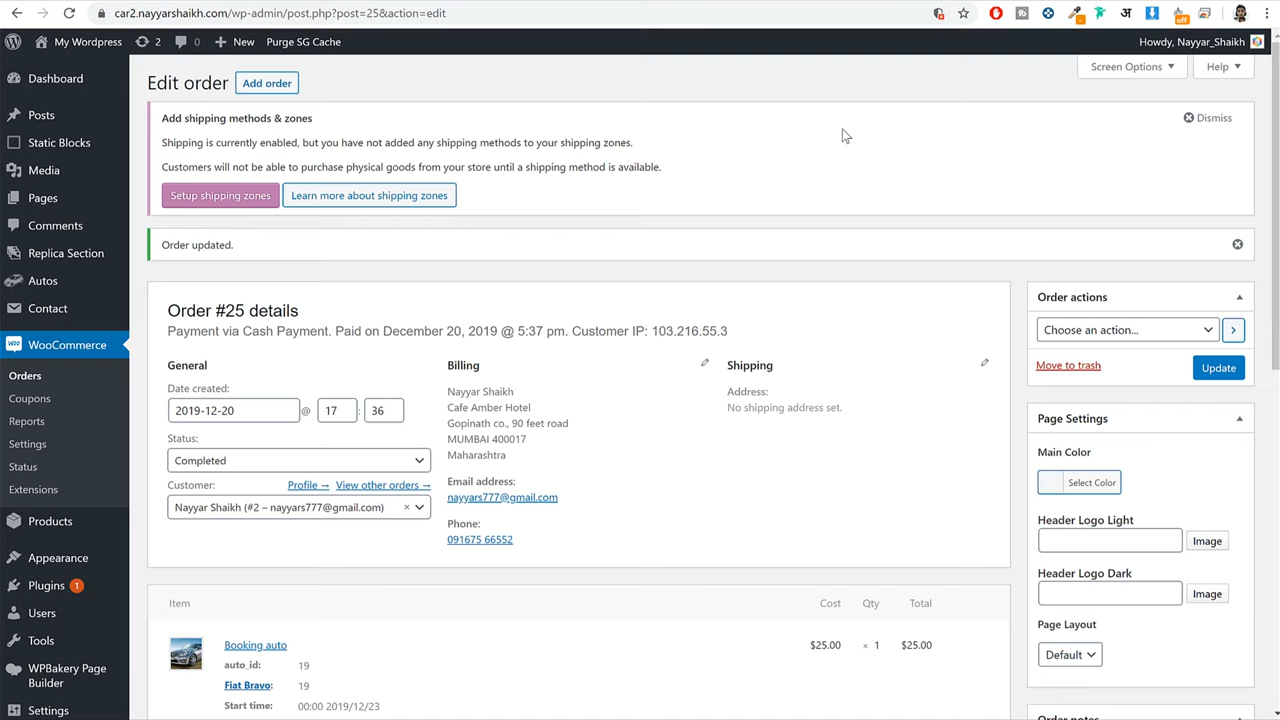 car2.nayyarshaikh.com/wp-admin/post.php?post=25&action=edit
off
My Wordpress
2
0
New
Purge SG Cache
Howdy, Nayyar_Shaikh
Dashboard
Posts
Static Blocks
Media
Pages
Comments
Replica Section
Autos
Contact
WooCommerce
Orders
Coupons
Reports
Settings
Status
Extensions
Products
Appearance
Plugins 1
Users
Tools
WPBakery Page
Builder
Settings
Screen Options
Help
Edit order
Add order
Add shipping methods & zones
Dismiss
Shipping is currently enabled, but you have not added any shipping methods to your shipping zones.
Customers will not be able to purchase physical goods from your store until a shipping method is available.
Setup shipping zones
Learn more about shipping zones
Order updated.
Order #25 details
Payment via Cash Payment. Paid on December 20, 2019 @ 5:37 pm. Customer IP: 103.216.55.3
General
Date created:
2019-12-20 @ 17 : 36
Status:
Completed
Customer:
Profile →
View other orders →
Nayyar Shaikh (#2 – nayyars777@gmail.com) ×
Billing
Nayyar Shaikh
Cafe Amber Hotel
Gopinath co., 90 feet road
MUMBAI 400017
Maharashtra
Email address:
nayyars777@gmail.com
Phone:
091675 66552
Shipping
Address:
No shipping address set.
Item
Cost
Qty
Total
Booking auto
$25.00
× 1
$25.00
auto_id: 19
Fiat Bravo: 19
Start time: 00:00 2019/12/23
Order actions
Choose an action...
Move to trash
Update
Page Settings
Main Color
Select Color
Header Logo Light
Image
Header Logo Dark
Image
Page Layout
Default
Order notes